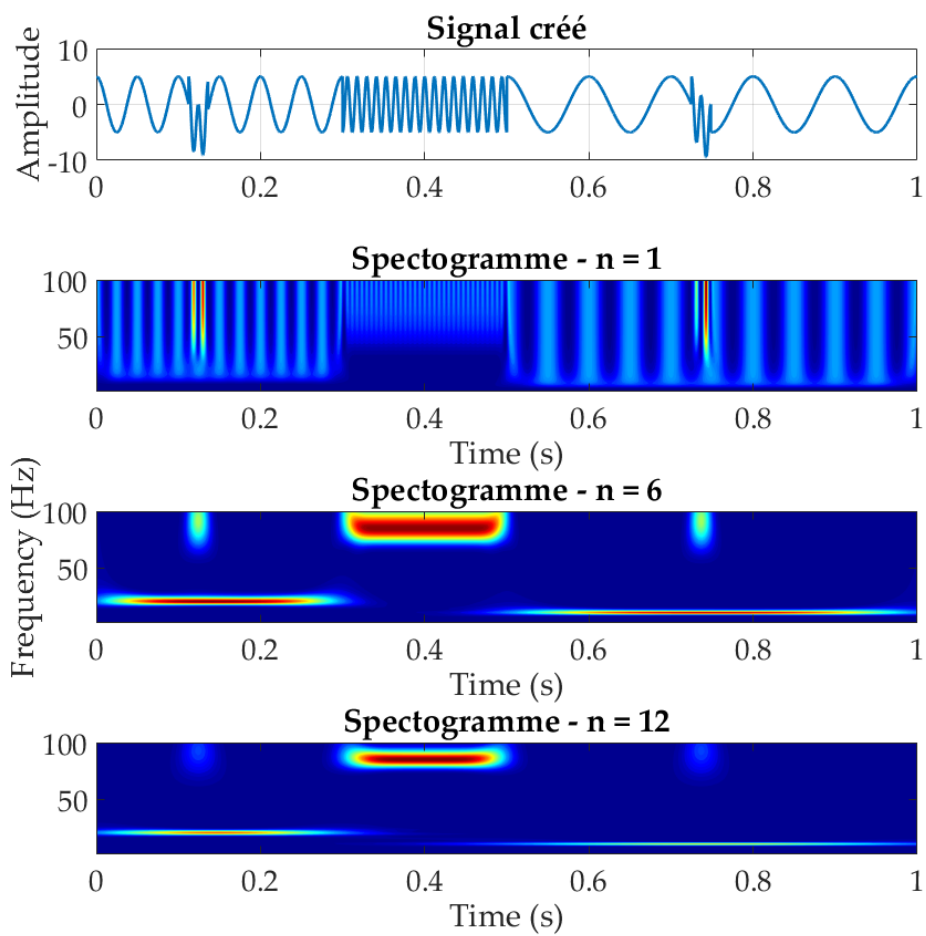 Signal créé
Amplitude
10
0
-10
0 0.2 0.4 0.6 0.8 1
Spectogramme - n = 1
100
50
0 0.2 0.4 0.6 0.8 1
Time (s)
Frequency (Hz)
Spectogramme - n = 6
100
50
0 0.2 0.4 0.6 0.8 1
Time (s)
Spectogramme - n = 12
100
50
0 0.2 0.4 0.6 0.8 1
Time (s)